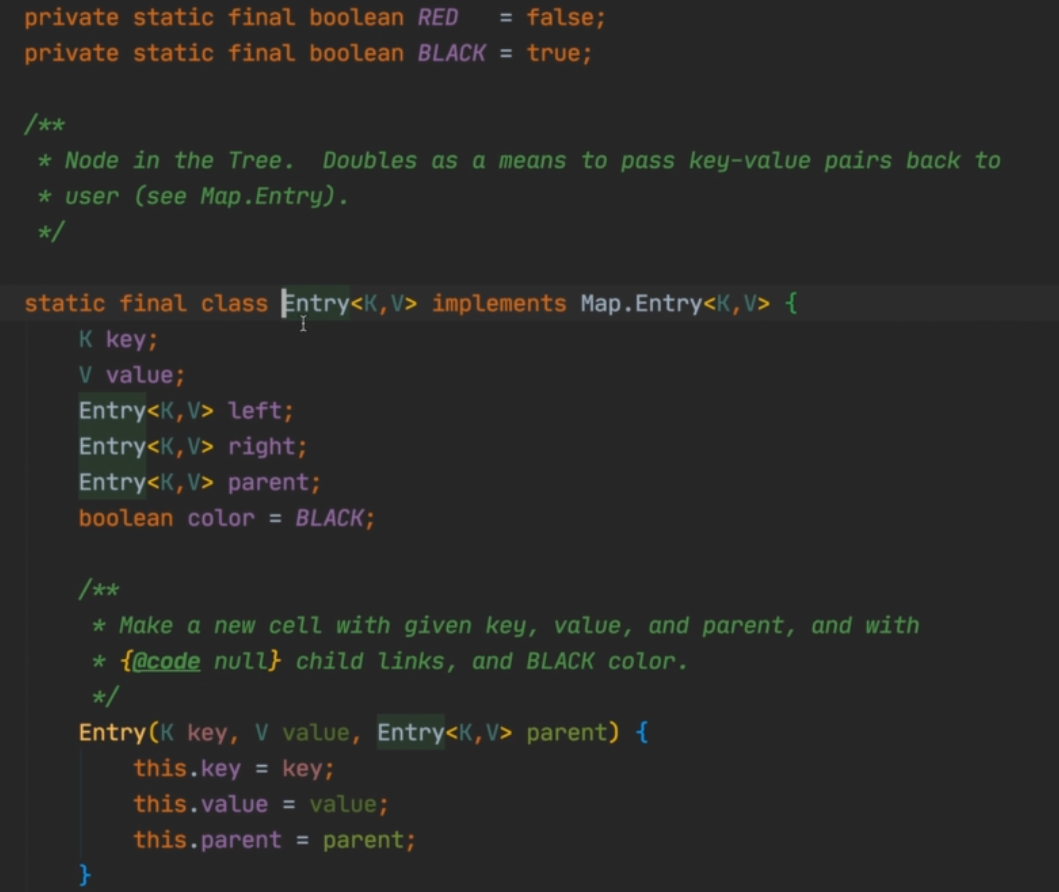 private static final boolean RED   = false;
private static final boolean BLACK = true;
/**
 * Node in the Tree.  Doubles as a means to pass key-value pairs back to
 * user (see Map.Entry).
 */
static final class Entry<K,V> implements Map.Entry<K,V> {
    K key;
    V value;
    Entry<K,V> left;
    Entry<K,V> right;
    Entry<K,V> parent;
    boolean color = BLACK;
    /**
     * Make a new cell with given key, value, and parent, and with
     * {@code null} child links, and BLACK color.
     */
    Entry(K key, V value, Entry<K,V> parent) {
        this.key = key;
        this.value = value;
        this.parent = parent;
    }